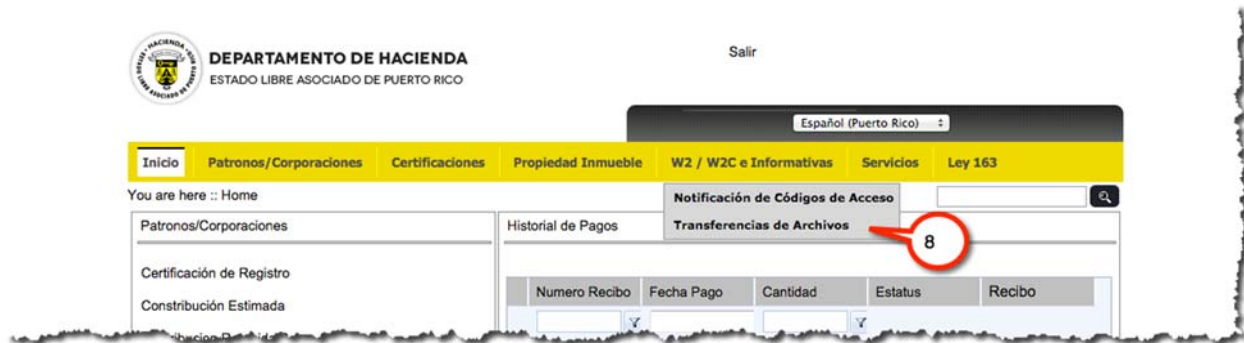 DEPARTAMENTO DE HACIENDA
ESTADO LIBRE ASOCIADO DE PUERTO RICO
Salir
Español (Puerto Rico)
Inicio Patronos/Corporaciones Certificaciones Propiedad Inmueble W2 / W2C e Informativas Servicios Ley 163
You are here :: Home
Notificación de Códigos de Acceso
Transferencias de Archivos
8
Patronos/Corporaciones
Historial de Pagos
Certificación de Registro
Constribución Estimada
Numero Recibo Fecha Pago Cantidad Estatus Recibo